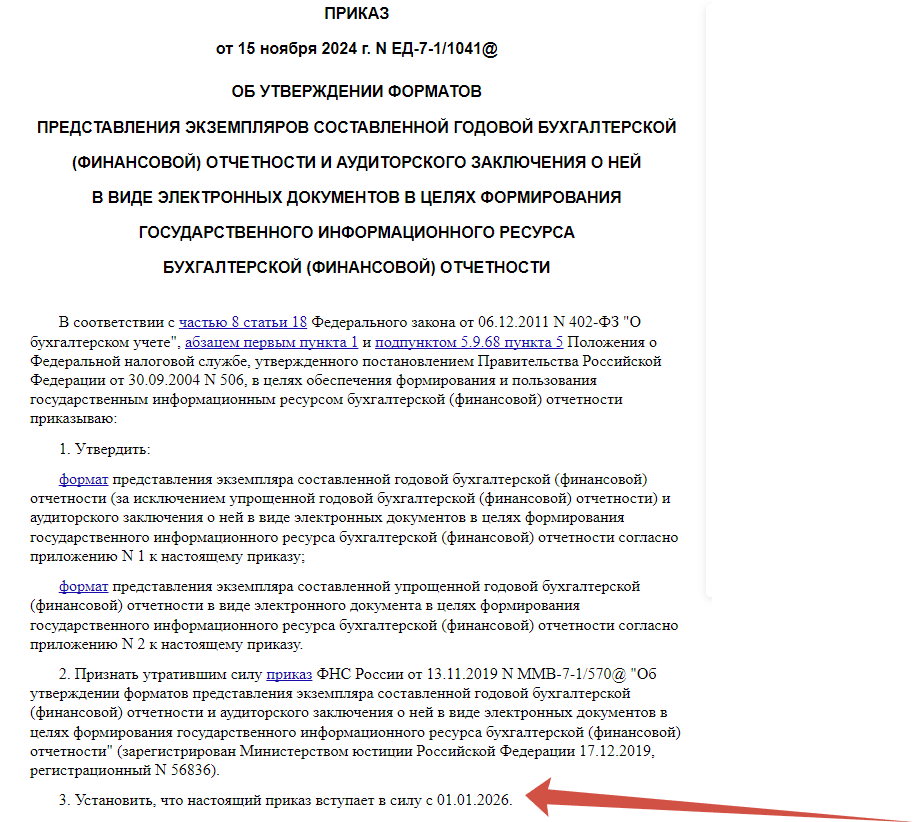 ПРИКАЗ
от 15 ноября 2024 г. N ЕД-7-1/1041@
ОБ УТВЕРЖДЕНИИ ФОРМАТОВ
ПРЕДСТАВЛЕНИЯ ЭКЗЕМПЛЯРОВ СОСТАВЛЕННОЙ ГОДОВОЙ БУХГАЛТЕРСКОЙ
(ФИНАНСОВОЙ) ОТЧЕТНОСТИ И АУДИТОРСКОГО ЗАКЛЮЧЕНИЯ О НЕЙ
В ВИДЕ ЭЛЕКТРОННЫХ ДОКУМЕНТОВ В ЦЕЛЯХ ФОРМИРОВАНИЯ
ГОСУДАРСТВЕННОГО ИНФОРМАЦИОННОГО РЕСУРСА
БУХГАЛТЕРСКОЙ (ФИНАНСОВОЙ) ОТЧЕТНОСТИ
В соответствии с частью 8 статьи 18 Федерального закона от 06.12.2011 N 402-ФЗ "О
бухгалтерском учете", абзацем первым пункта 1 и подпунктом 5.9.68 пункта 5 Положения о
Федеральной налоговой службе, утвержденного постановлением Правительства Российской
Федерации от 30.09.2004 N 506, в целях обеспечения формирования и пользования
государственным информационным ресурсом бухгалтерской (финансовой) отчетности
приказываю:
1. Утвердить:
формат представления экземпляра составленной годовой бухгалтерской (финансовой)
отчетности (за исключением упрощенной годовой бухгалтерской (финансовой) отчетности) и
аудиторского заключения о ней в виде электронных документов в целях формирования
государственного информационного ресурса бухгалтерской (финансовой) отчетности согласно
приложению N 1 к настоящему приказу;
формат представления экземпляра составленной упрощенной годовой бухгалтерской
(финансовой) отчетности в виде электронного документа в целях формирования
государственного информационного ресурса бухгалтерской (финансовой) отчетности согласно
приложению N 2 к настоящему приказу.
2. Признать утратившим силу приказ ФНС России от 13.11.2019 N ММВ-7-1/570@ "Об
утверждении форматов представления экземпляра составленной годовой бухгалтерской
(финансовой) отчетности и аудиторского заключения о ней в виде электронных документов в
целях формирования государственного информационного ресурса бухгалтерской (финансовой)
отчетности" (зарегистрирован Министерством юстиции Российской Федерации 17.12.2019,
регистрационный N 56836).
3. Установить, что настоящий приказ вступает в силу с 01.01.2026.